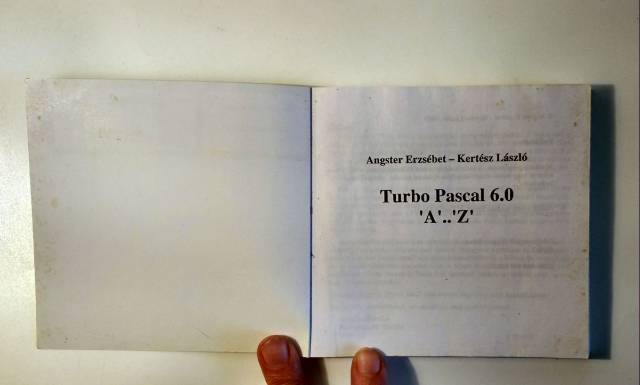 Angster Erzsébet – Kertész László
Turbo Pascal 6.0
'A'..'Z'